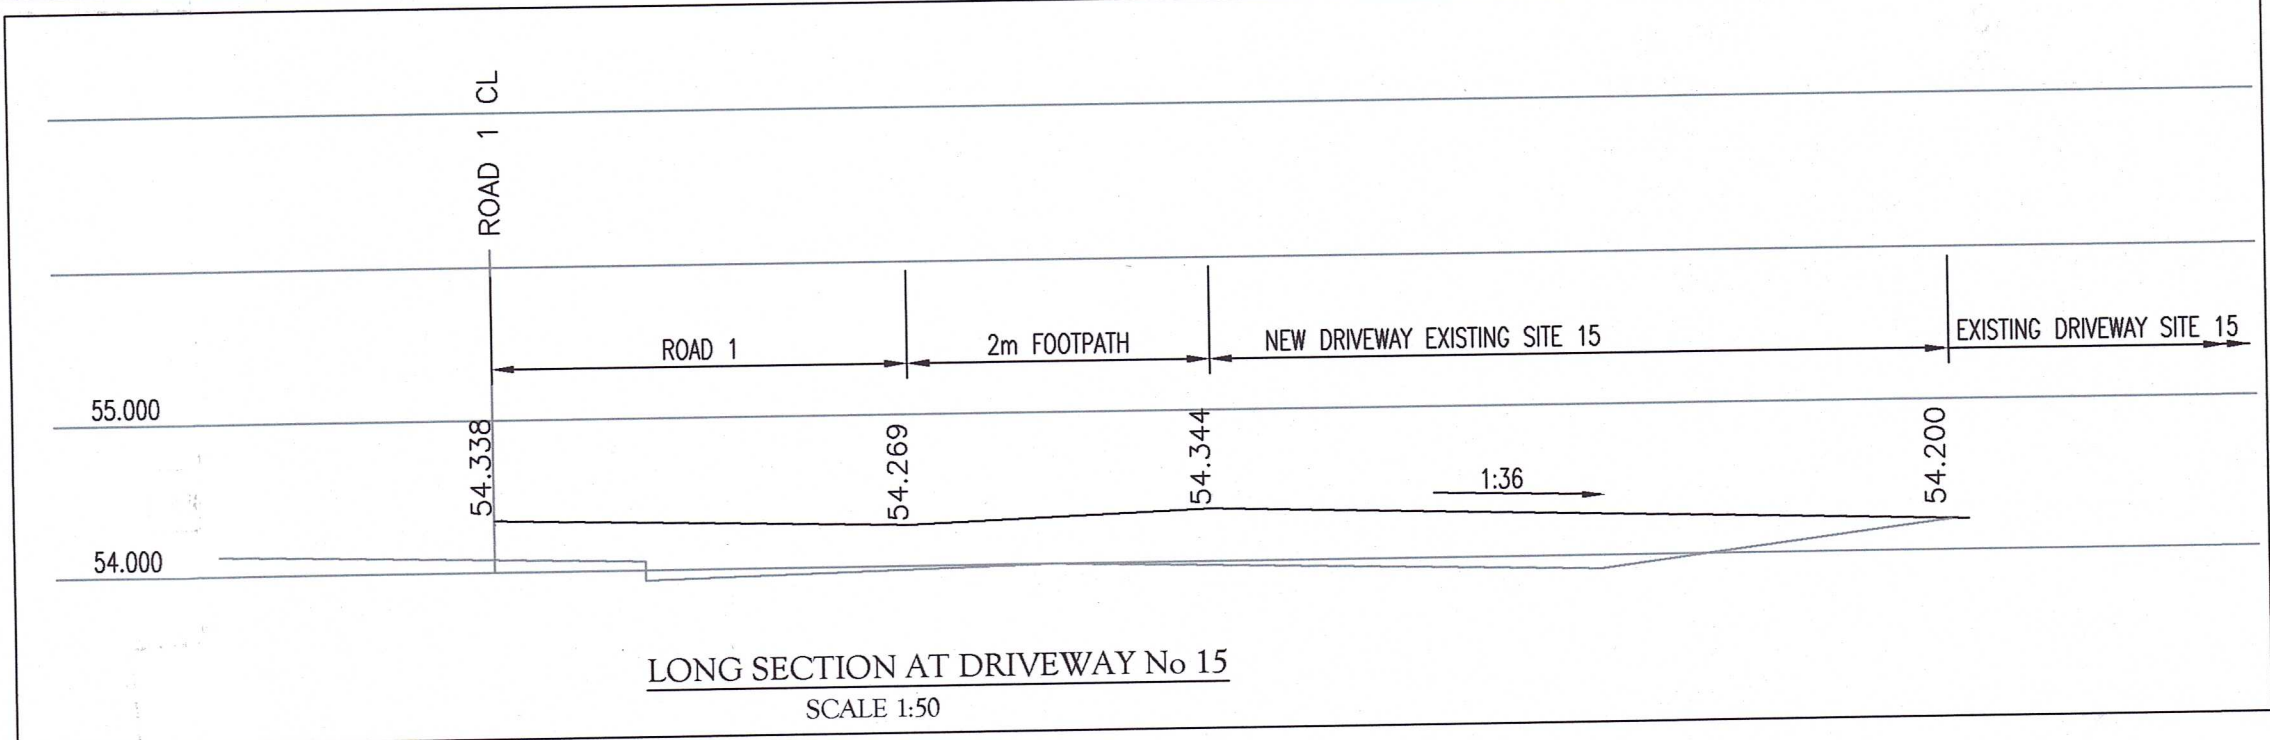 ROAD 1 CL
ROAD 1
2m FOOTPATH
NEW DRIVEWAY EXISTING SITE 15
EXISTING DRIVEWAY SITE 15
55.000
54.338
54.269
54.344
1:36
54.200
54.000
LONG SECTION AT DRIVEWAY No 15
SCALE 1:50